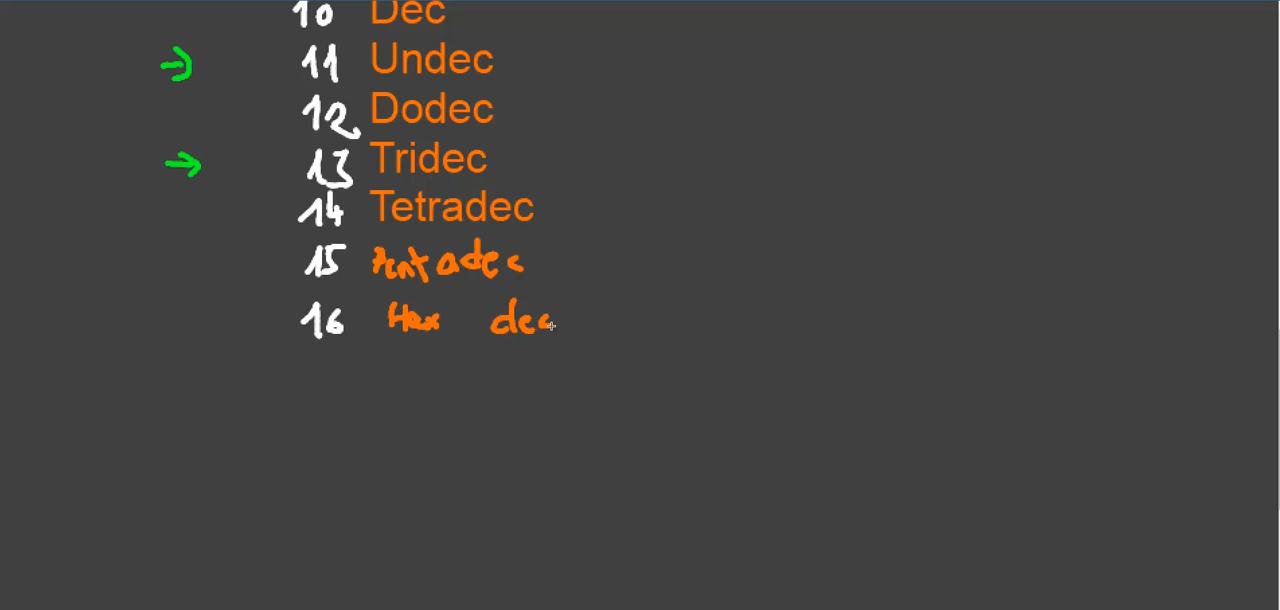 10 Dec
11 Undec
12 Dodec
13 Tridec
14 Tetradec
15 Pentadec
16 Hex dec